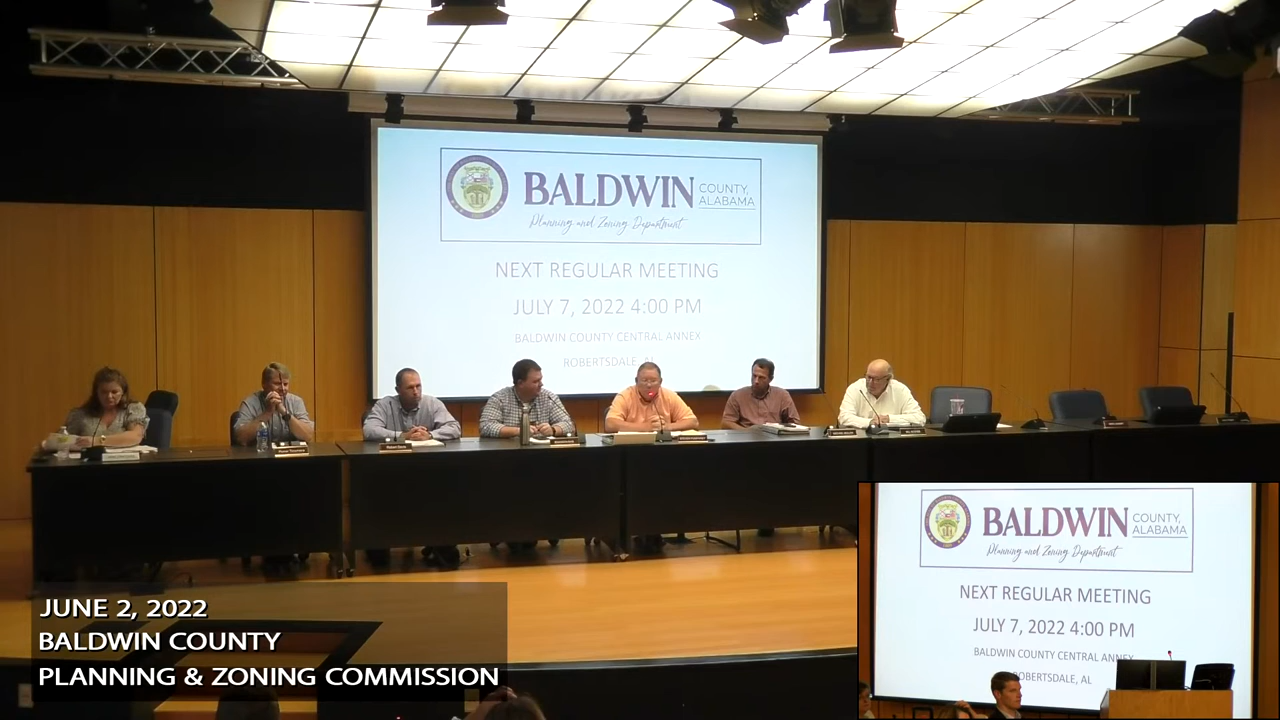 BALDWIN COUNTY, ALABAMA
Planning and Zoning Department
NEXT REGULAR MEETING
JULY 7, 2022 4:00 PM
BALDWIN COUNTY CENTRAL ANNEX
ROBERTSDALE, AL
BALDWIN COUNTY, ALABAMA
Planning and Zoning Department
NEXT REGULAR MEETING
JULY 7, 2022 4:00 PM
BALDWIN COUNTY CENTRAL ANNEX
ROBERTSDALE, AL
JUNE 2, 2022
BALDWIN COUNTY
PLANNING & ZONING COMMISSION